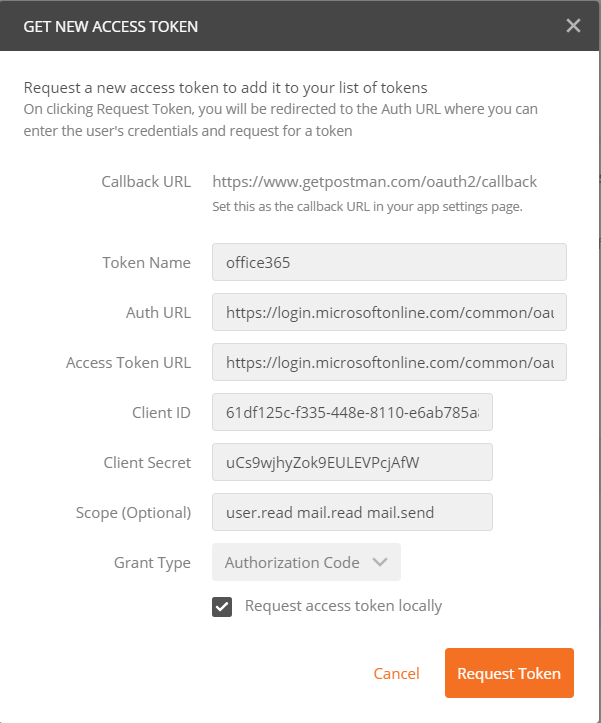 GET NEW ACCESS TOKEN
Request a new access token to add it to your list of tokens
On clicking Request Token, you will be redirected to the Auth URL where you can
enter the user's credentials and request for a token
Callback URL https://www.getpostman.com/oauth2/callback
Set this as the callback URL in your app settings page.
Token Name office365
Auth URL https://login.microsoftonline.com/common/oau
Access Token URL https://login.microsoftonline.com/common/oau
Client ID 61df125c-f335-448e-8110-e6ab785a
Client Secret uCs9wjhyZok9EULEVPcjAfW
Scope (Optional) user.read mail.read mail.send
Grant Type Authorization Code
Request access token locally
Cancel Request Token